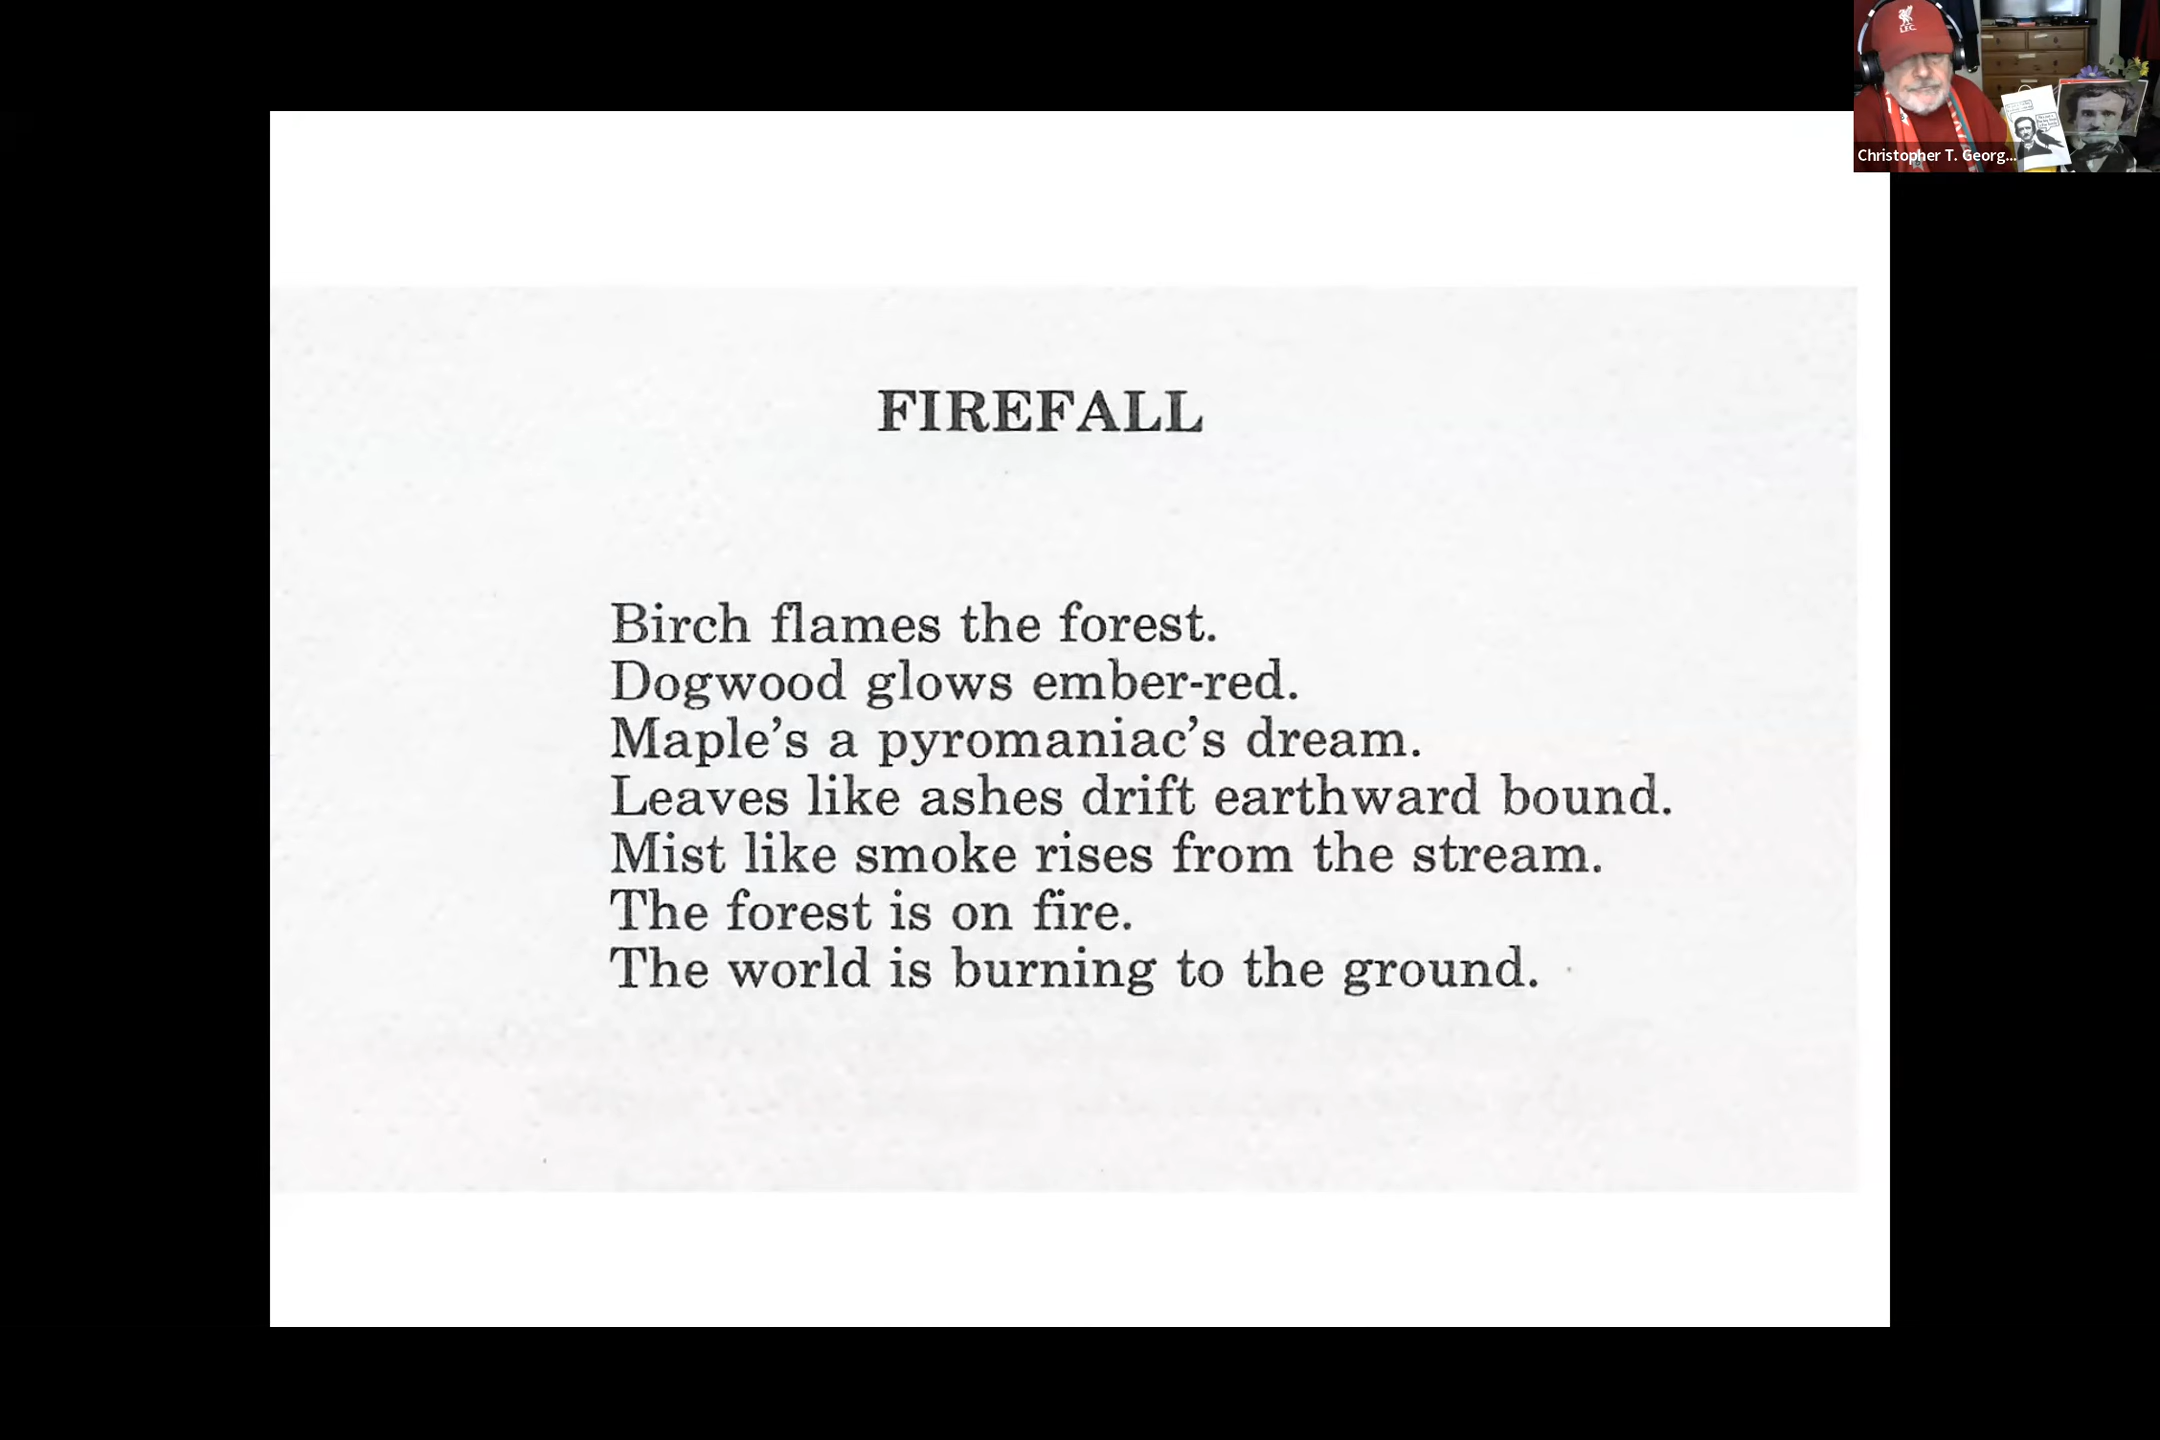 LFC
Christopher T. Georg...
FIREFALL
Birch flames the forest.
Dogwood glows ember-red.
Maple's a pyromaniac's dream.
Leaves like ashes drift earthward bound.
Mist like smoke rises from the stream.
The forest is on fire.
The world is burning to the ground.